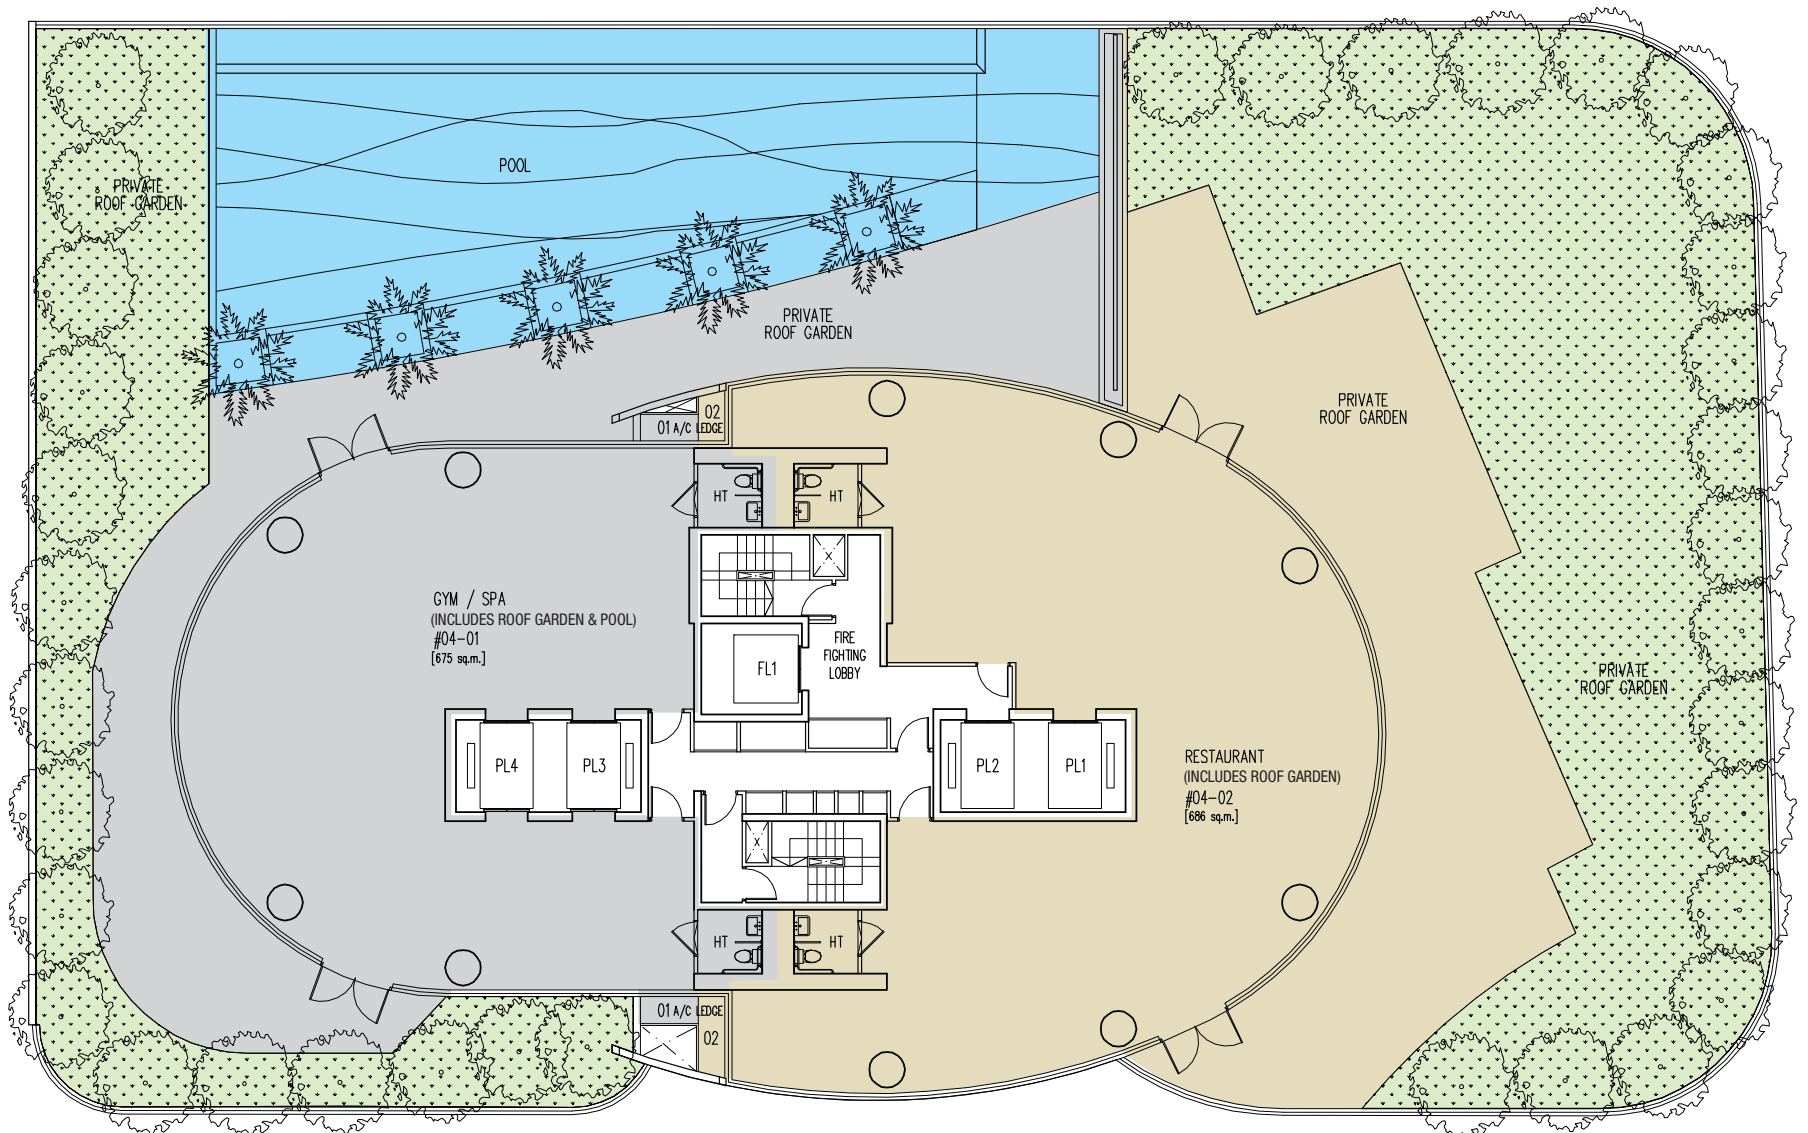 POOL
PRIVATE
ROOF GARDEN
PRIVATE
ROOF GARDEN
PRIVATE
ROOF GARDEN
02
01 A/C LEDGE
HT
HT
X
GYM / SPA
(INCLUDES ROOF GARDEN & POOL)
#04-01
[675 sq.m.]
FIRE
FIGHTING
LOBBY
FL1
PRIVATE
ROOF GARDEN
PL4
PL3
PL2
PL1
RESTAURANT
(INCLUDES ROOF GARDEN)
#04-02
[686 sq.m.]
X
HT
HT
01 A/C LEDGE
02